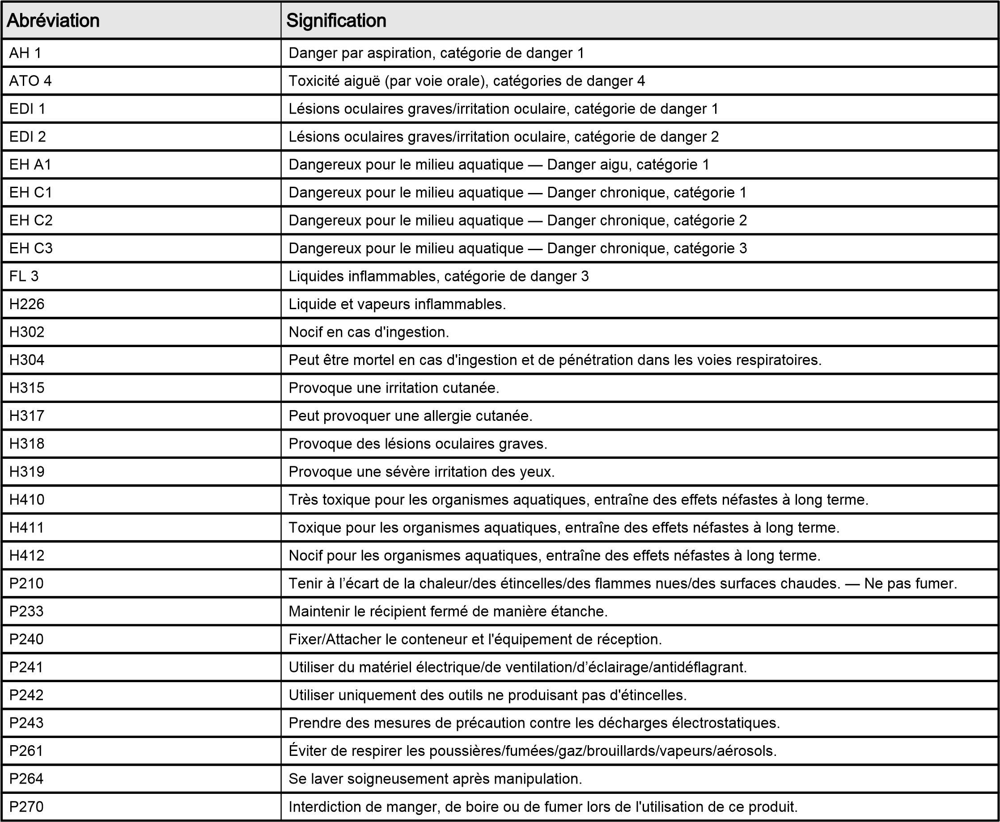 Abréviation Signification
AH 1 Danger par aspiration, catégorie de danger 1
ATO 4 Toxicité aiguë (par voie orale), catégories de danger 4
EDI 1 Lésions oculaires graves/irritation oculaire, catégorie de danger 1
EDI 2 Lésions oculaires graves/irritation oculaire, catégorie de danger 2
EH A1 Dangereux pour le milieu aquatique — Danger aigu, catégorie 1
EH C1 Dangereux pour le milieu aquatique — Danger chronique, catégorie 1
EH C2 Dangereux pour le milieu aquatique — Danger chronique, catégorie 2
EH C3 Dangereux pour le milieu aquatique — Danger chronique, catégorie 3
FL 3 Liquides inflammables, catégorie de danger 3
H226 Liquide et vapeurs inflammables.
H302 Nocif en cas d'ingestion.
H304 Peut être mortel en cas d'ingestion et de pénétration dans les voies respiratoires.
H315 Provoque une irritation cutanée.
H317 Peut provoquer une allergie cutanée.
H318 Provoque des lésions oculaires graves.
H319 Provoque une sévère irritation des yeux.
H410 Très toxique pour les organismes aquatiques, entraîne des effets néfastes à long terme.
H411 Toxique pour les organismes aquatiques, entraîne des effets néfastes à long terme.
H412 Nocif pour les organismes aquatiques, entraîne des effets néfastes à long terme.
P210 Tenir à l’écart de la chaleur/des étincelles/des flammes nues/des surfaces chaudes. — Ne pas fumer.
P233 Maintenir le récipient fermé de manière étanche.
P240 Fixer/Attacher le conteneur et l'équipement de réception.
P241 Utiliser du matériel électrique/de ventilation/d’éclairage/antidéflagrant.
P242 Utiliser uniquement des outils ne produisant pas d'étincelles.
P243 Prendre des mesures de précaution contre les décharges électrostatiques.
P261 Éviter de respirer les poussières/fumées/gaz/brouillards/vapeurs/aérosols.
P264 Se laver soigneusement après manipulation.
P270 Interdiction de manger, de boire ou de fumer lors de l'utilisation de ce produit.